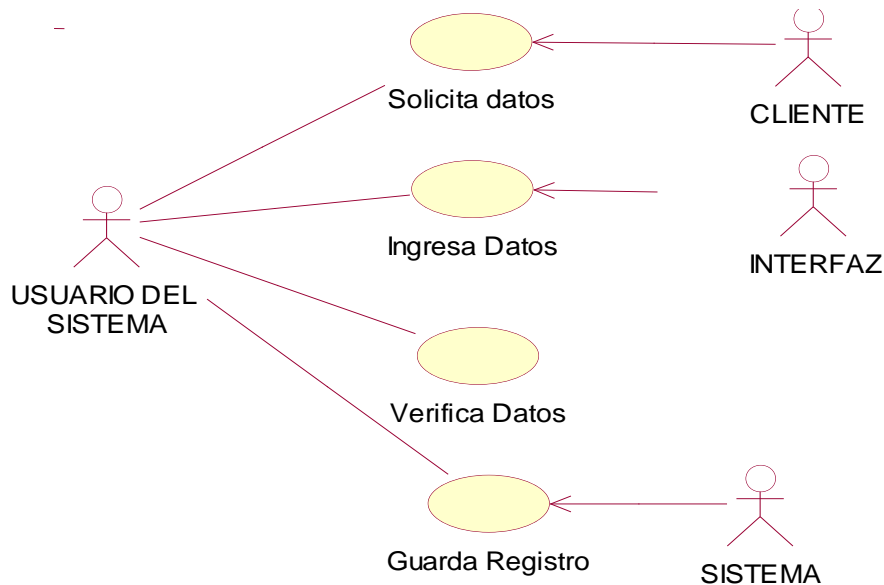 Solicita datos
CLIENTE
Ingresa Datos
INTERFAZ
USUARIO DEL
SISTEMA
Verifica Datos
Guarda Registro
SISTEMA